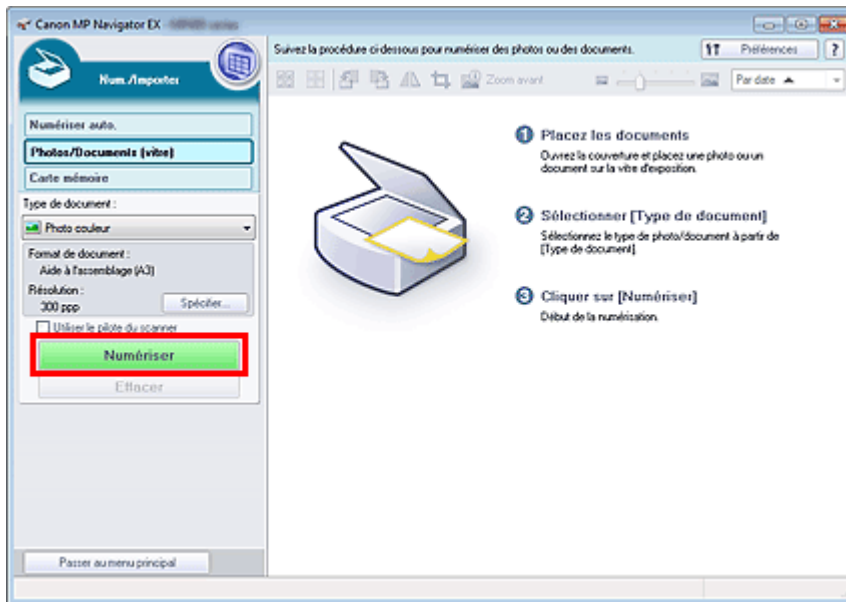 Canon MP Navigator EX
Num./Importer
Suivez la procédure ci-dessous pour numériser des photos ou des documents.
Préférences
?
Zoom avant
Par date
Numériser auto.
Photos/Documents (vitre)
Carte mémoire
Type de document :
Photo couleur
Format de document :
Aide à l'assemblage (A3)
Résolution :
300 ppp
Spécifier...
Utiliser le pilote du scanner
Numériser
Effacer
Passer au menu principal
1 Placez les documents
Ouvrez la couverture et placez une photo ou un
document sur la vitre d'exposition.
2 Sélectionner [Type de document]
Sélectionnez le type de photo/document à partir de
[Type de document].
3 Cliquer sur [Numériser]
Début de la numérisation.